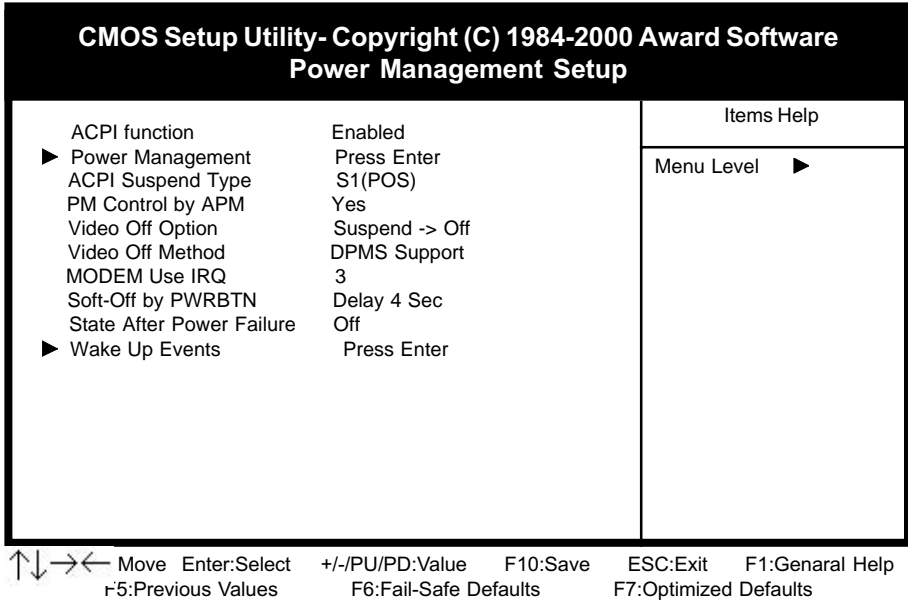 CMOS Setup Utility- Copyright (C) 1984-2000 Award Software
Power Management Setup
ACPI function Enabled
▶ Power Management Press Enter
ACPI Suspend Type S1(POS)
PM Control by APM Yes
Video Off Option Suspend -> Off
Video Off Method DPMS Support
MODEM Use IRQ 3
Soft-Off by PWRBTN Delay 4 Sec
State After Power Failure Off
▶ Wake Up Events Press Enter
Items Help
Menu Level ▶
↑↓→← Move Enter:Select +/-/PU/PD:Value F10:Save ESC:Exit F1:Genaral Help
F5:Previous Values F6:Fail-Safe Defaults F7:Optimized Defaults